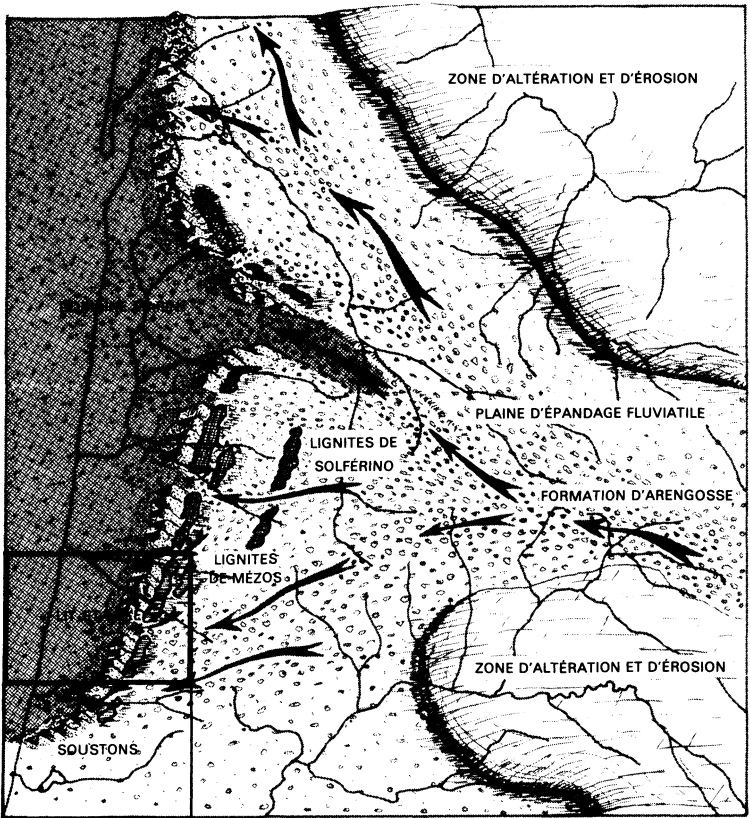 ZONE D'ALTÉRATION ET D'ÉROSION
PLAINE D'ÉPANDAGE FLUVIATILE
LIGNITES DE
SOLFÉRINO
FORMATION D'ARENGOSSE
LIGNITES
DE MÉZOS
ZONE D'ALTÉRATION ET D'ÉROSION
SOUSTONS